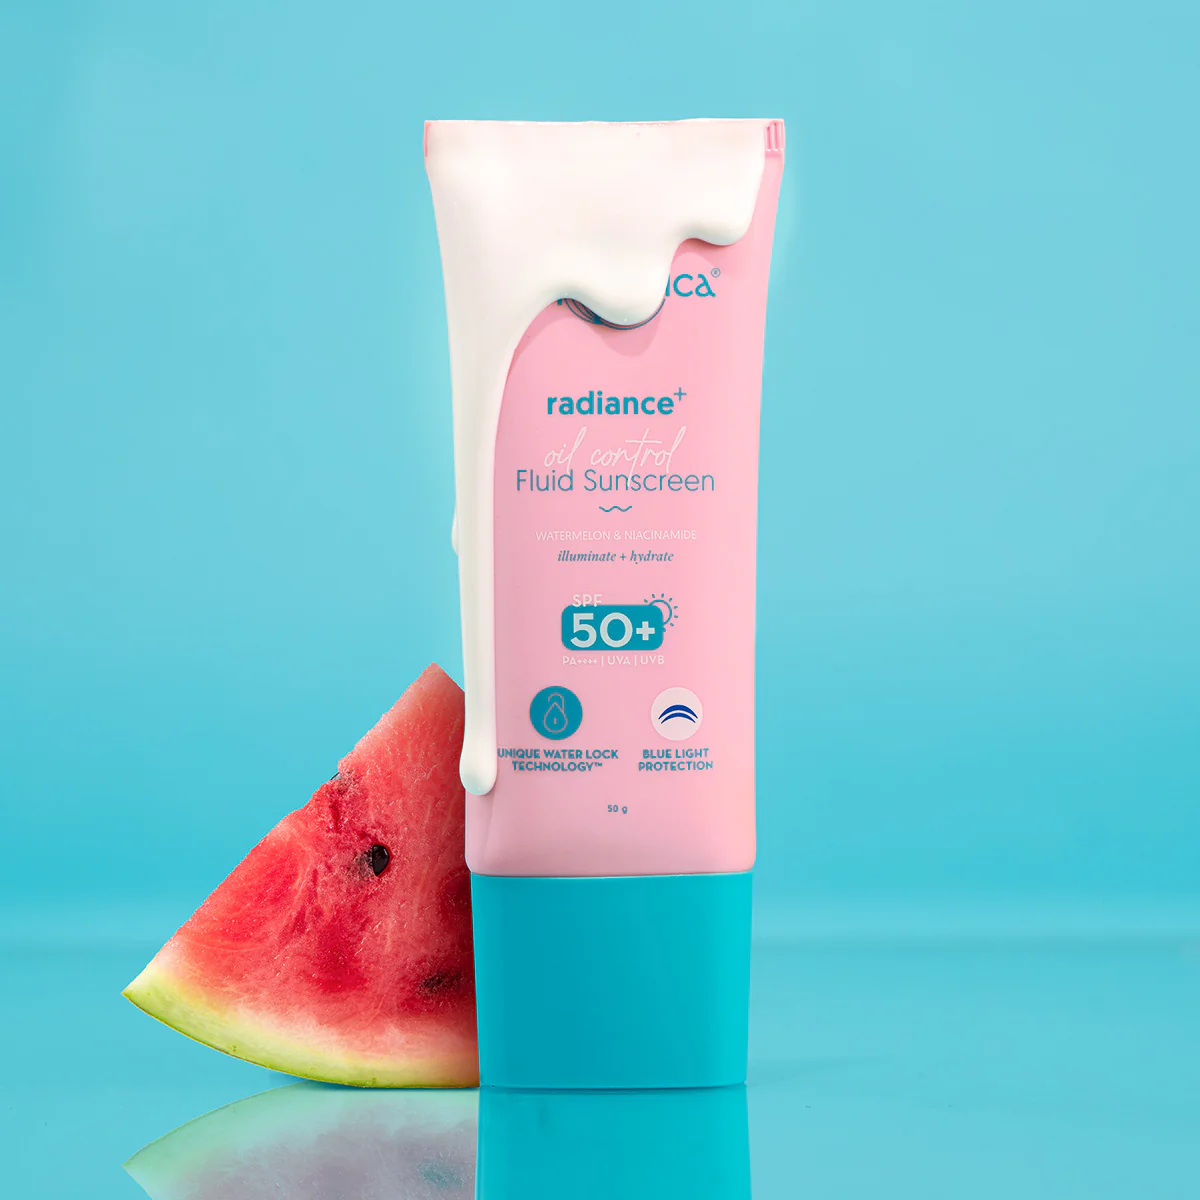 radiance+
oil control
Fluid Sunscreen
WATERMELON & NIACINAMIDE
illuminate + hydrate
SPF
50+
PA++++ | UVA | UVB
UNIQUE WATER LOCK
TECHNOLOGY™
BLUE LIGHT
PROTECTION
50 g